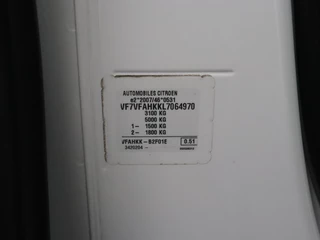 AUTOMOBILES CITROEN
e2*2007/46*0531
VF7VFAHKKL7064970
3100 KG
5000 KG
1- 1500 KG
2- 1800 KG
VFAHKK - B2F01E
0.51